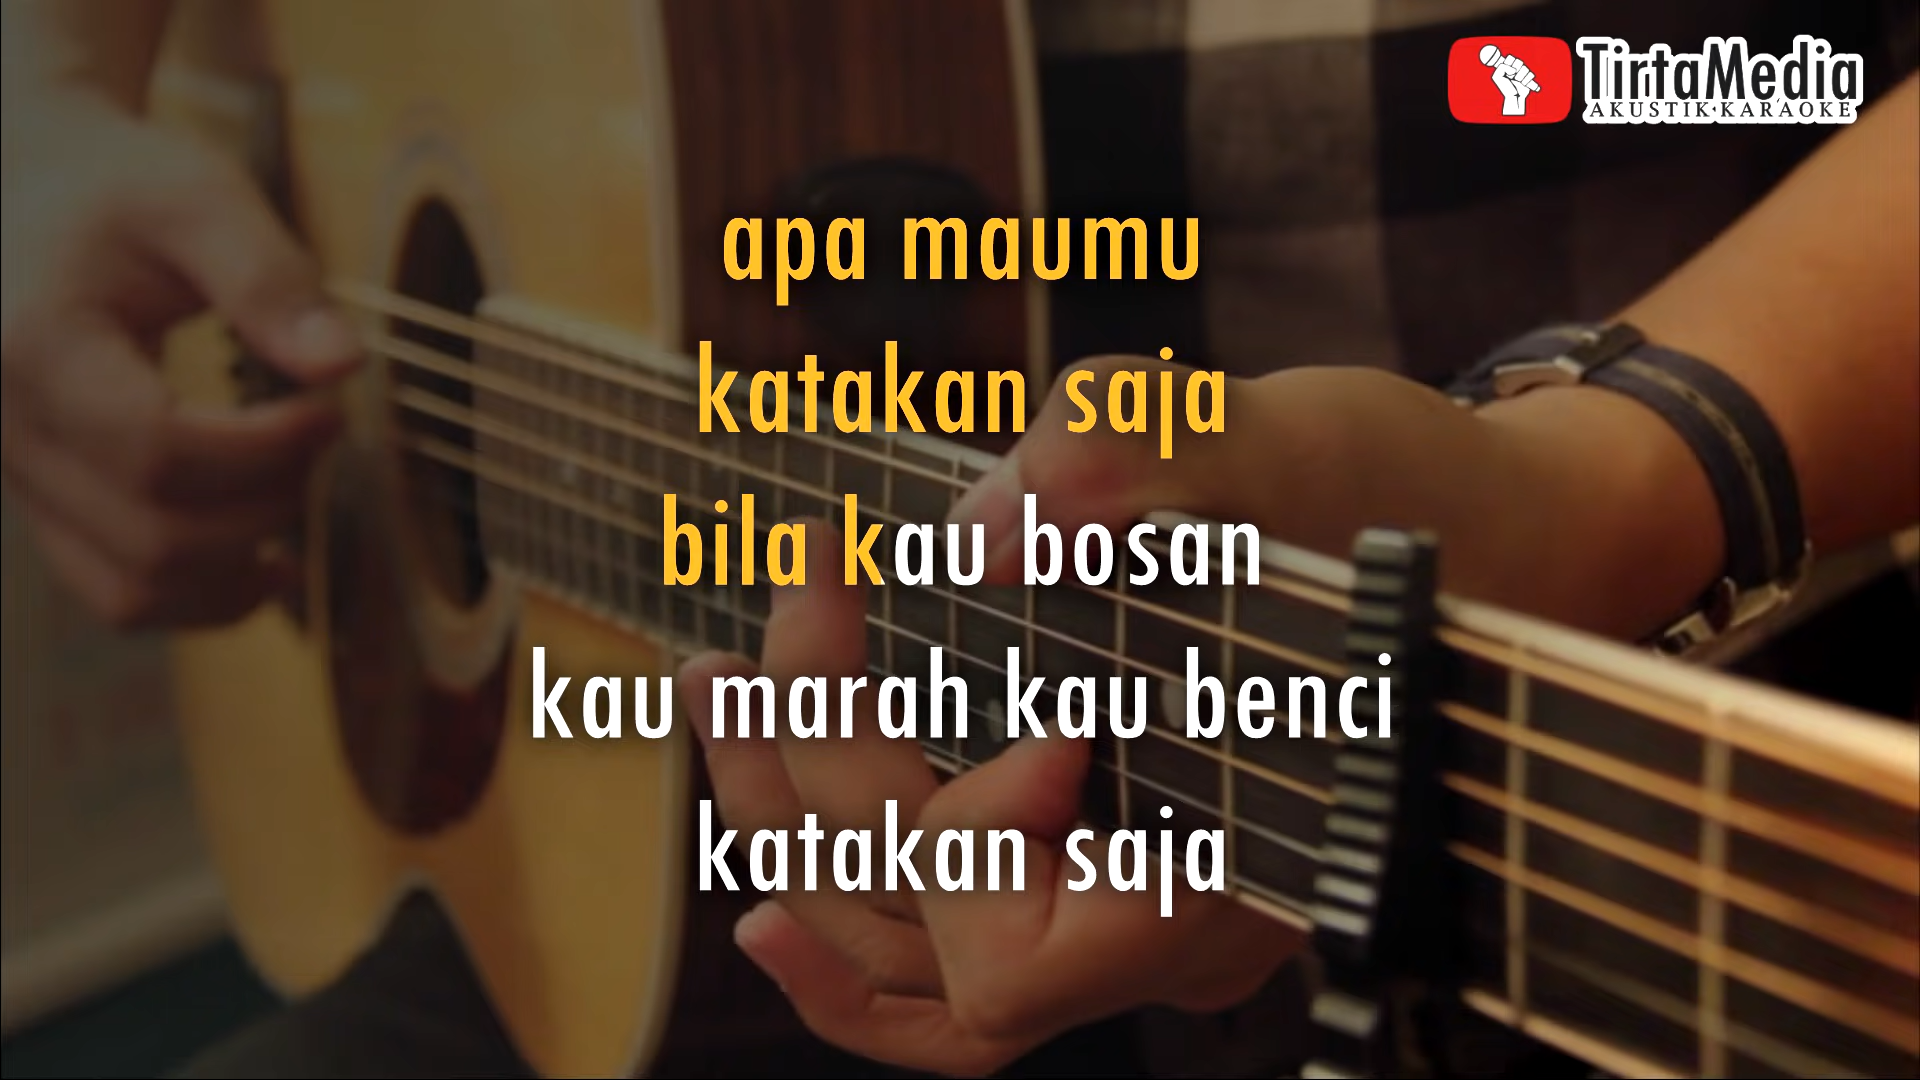 TirtaMedia
AKUSTIK KARAOKE
apa maumu
katakan saja
bila kau bosan
kau marah kau benci
katakan saja